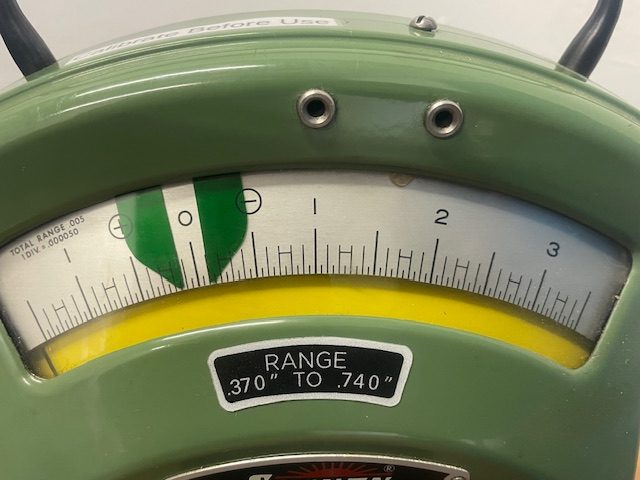 Calibrate Before Use
TOTAL RANGE .005
1 DIV. = .000050
1 0 1 2 3
H H H H H H H H H
RANGE
.370" TO .740"
®